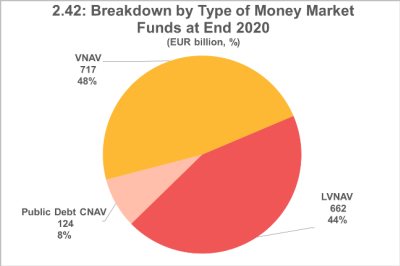 2.42: Breakdown by Type of Money Market
Funds at End 2020
(EUR billion, %)
VNAV
717
48%
Public Debt CNAV
124
8%
LVNAV
662
44%